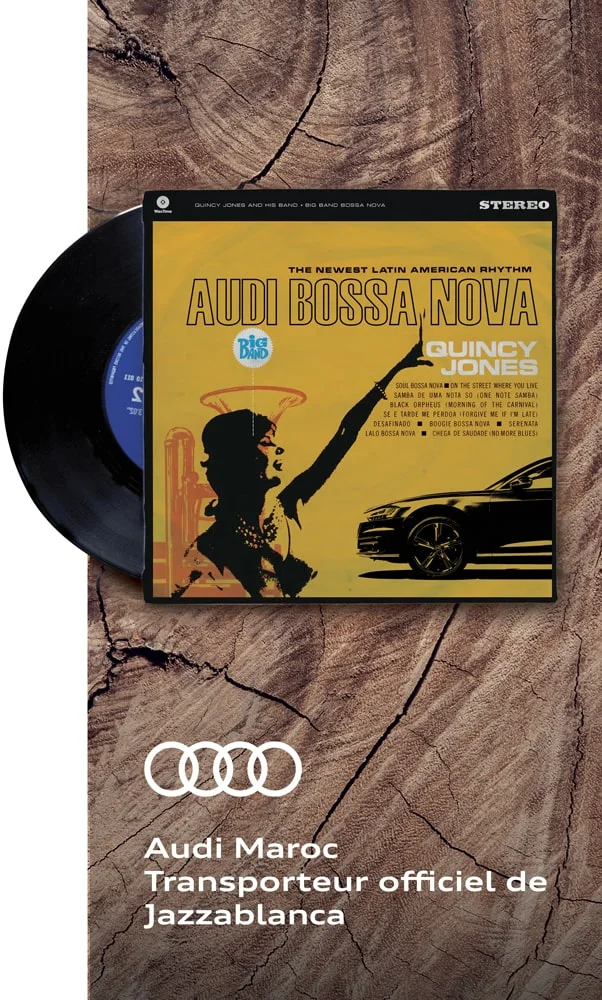 WaxTime
QUINCY JONES AND HIS BAND • BIG BAND BOSSA NOVA
STEREO
THE NEWEST LATIN AMERICAN RHYTHM
AUDI BOSSA NOVA
BIG
BAND
QUINCY
JONES
SOUL BOSSA NOVA ■ ON THE STREET WHERE YOU LIVE
SAMBA DE UMA NOTA SO (ONE NOTE SAMBA)
BLACK ORPHEUS (MORNING OF THE CARNIVAL)
SE E TARDE ME PERDOA (FORGIVE ME IF I'M LATE)
DESAFINADO ■ BOOGIE BOSSA NOVA ■ SERENATA
LALO BOSSA NOVA ■ CHEGA DE SAUDADE (NO MORE BLUES)
Audi Maroc
Transporteur officiel de
Jazzablanca